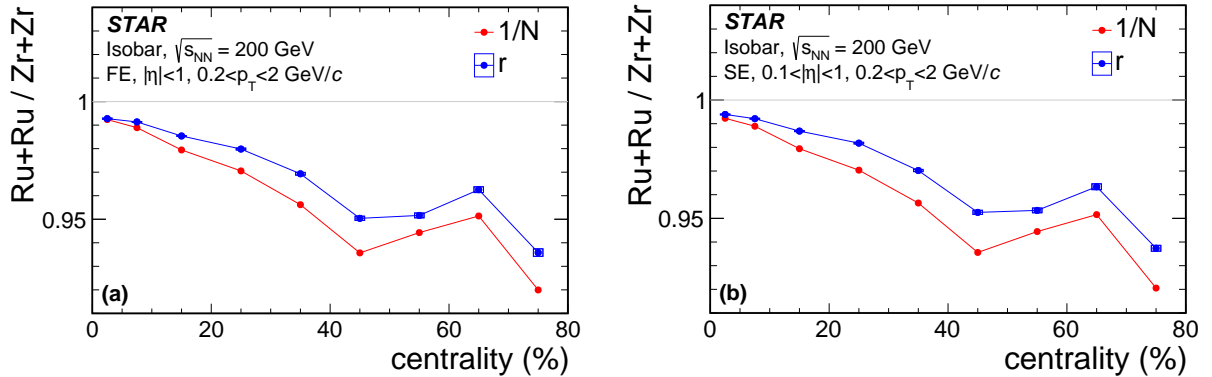 STAR
Isobar, √sNN = 200 GeV
FE, |η|<1, 0.2<pT<2 GeV/c
1/N
r
Ru+Ru / Zr+Zr
1
0.95
(a)
0 20 40 60 80
centrality (%)
STAR
Isobar, √sNN = 200 GeV
SE, 0.1<|η|<1, 0.2<pT<2 GeV/c
1/N
r
Ru+Ru / Zr+Zr
1
0.95
(b)
0 20 40 60 80
centrality (%)